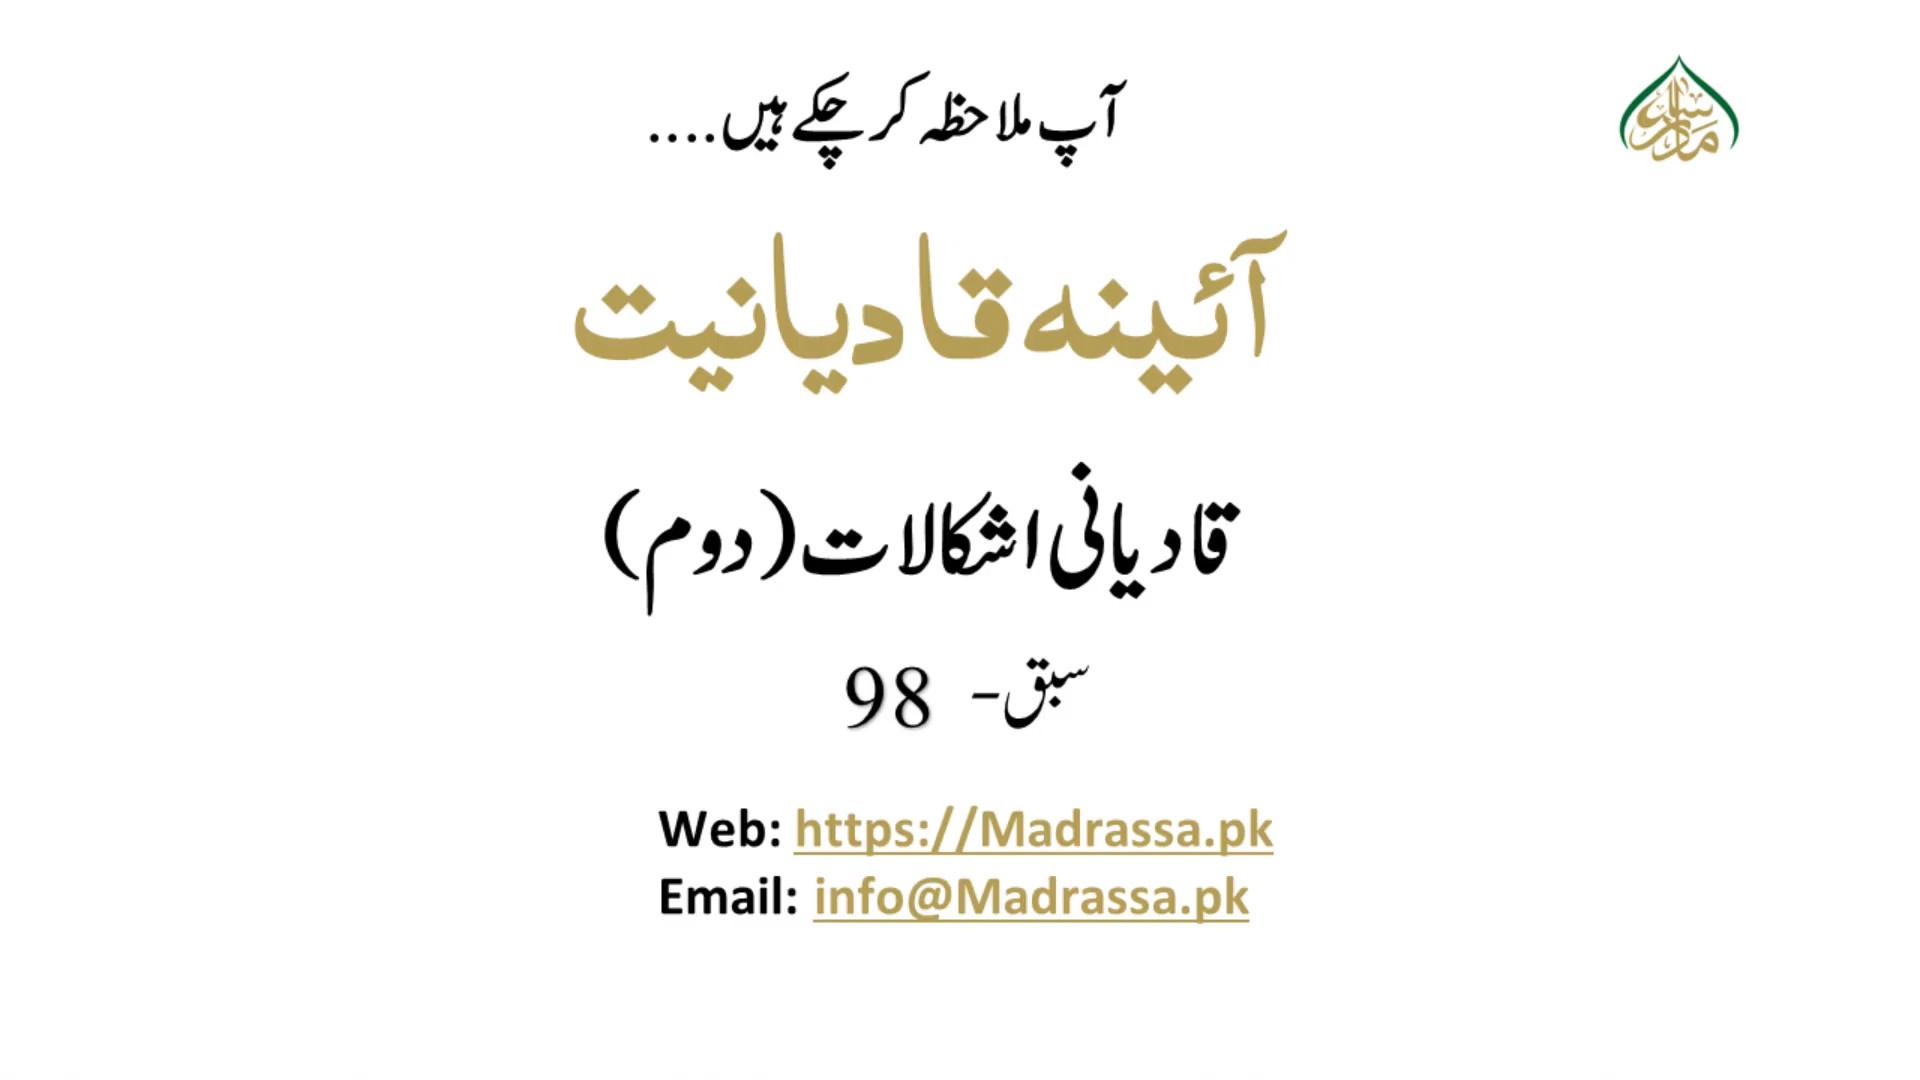 آپ ملاحظہ کر چکے ہیں....
آئینہ قادیانیت
قادیانی اشکالات (دوم)
سبق - 98
Web: https://Madrassa.pk
Email: info@Madrassa.pk
مدرسہ